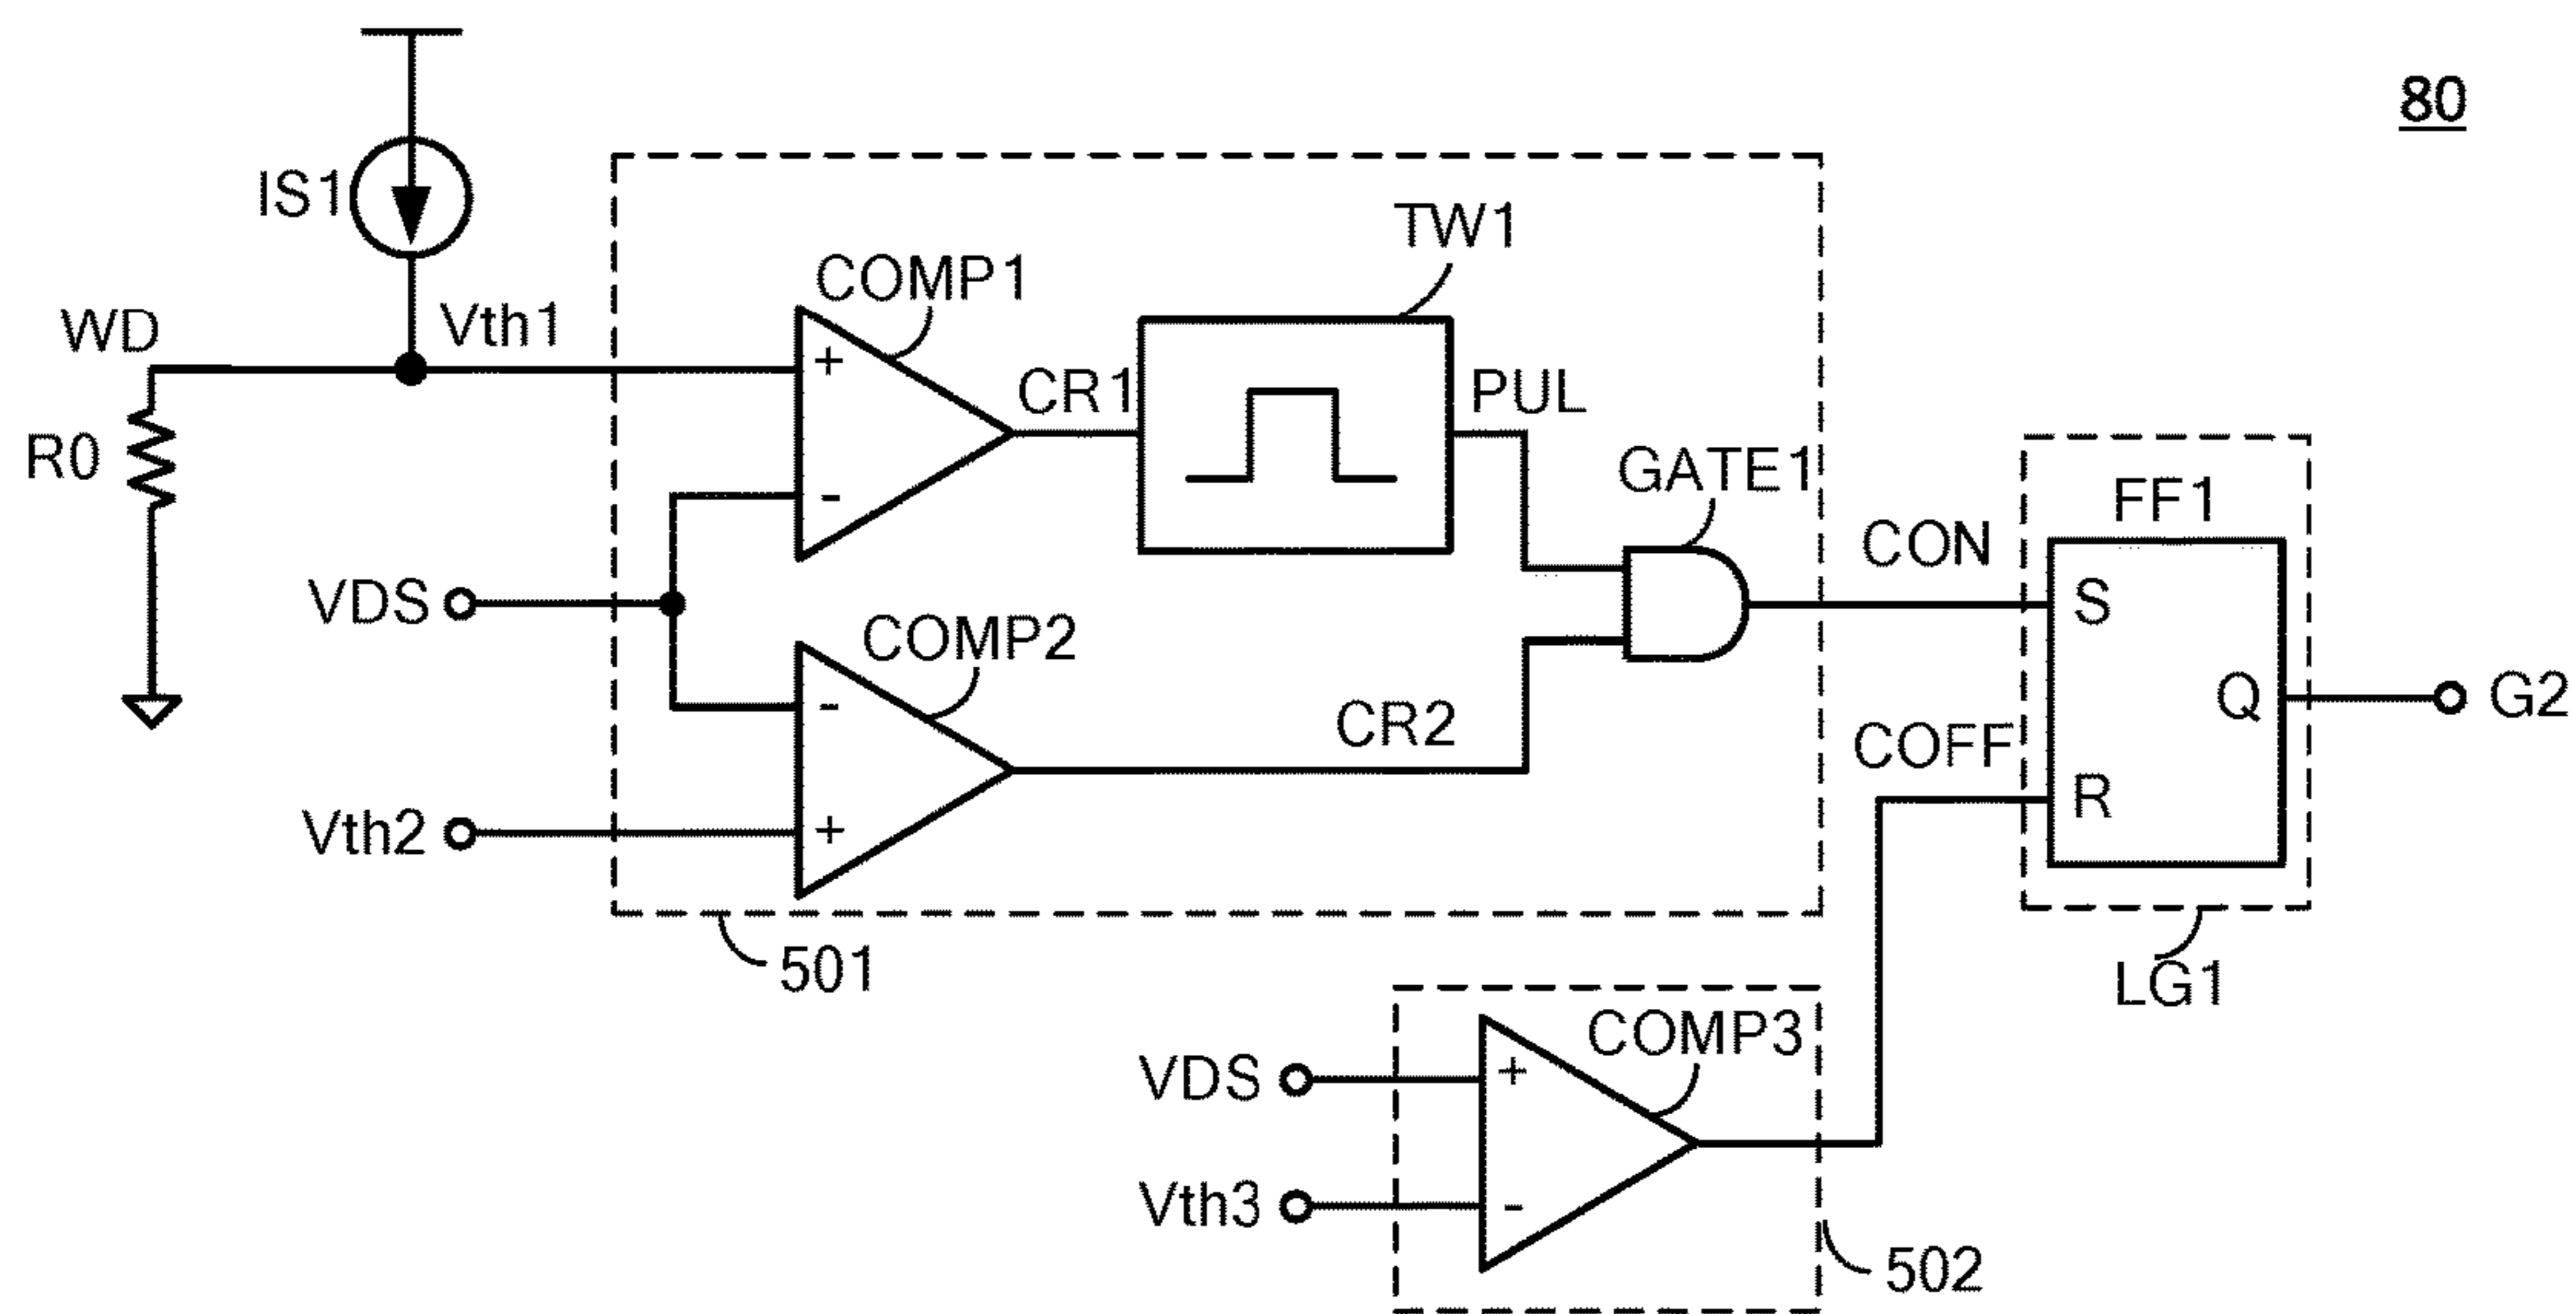 80
IS1
TW1
COMP1
WD
Vth1
+
CR1
PUL
R0
GATE1
-
FF1
CON
VDS
S
COMP2
-
CR2
Q
G2
COFF
R
Vth2
+
501
LG1
COMP3
VDS
+
Vth3
-
502